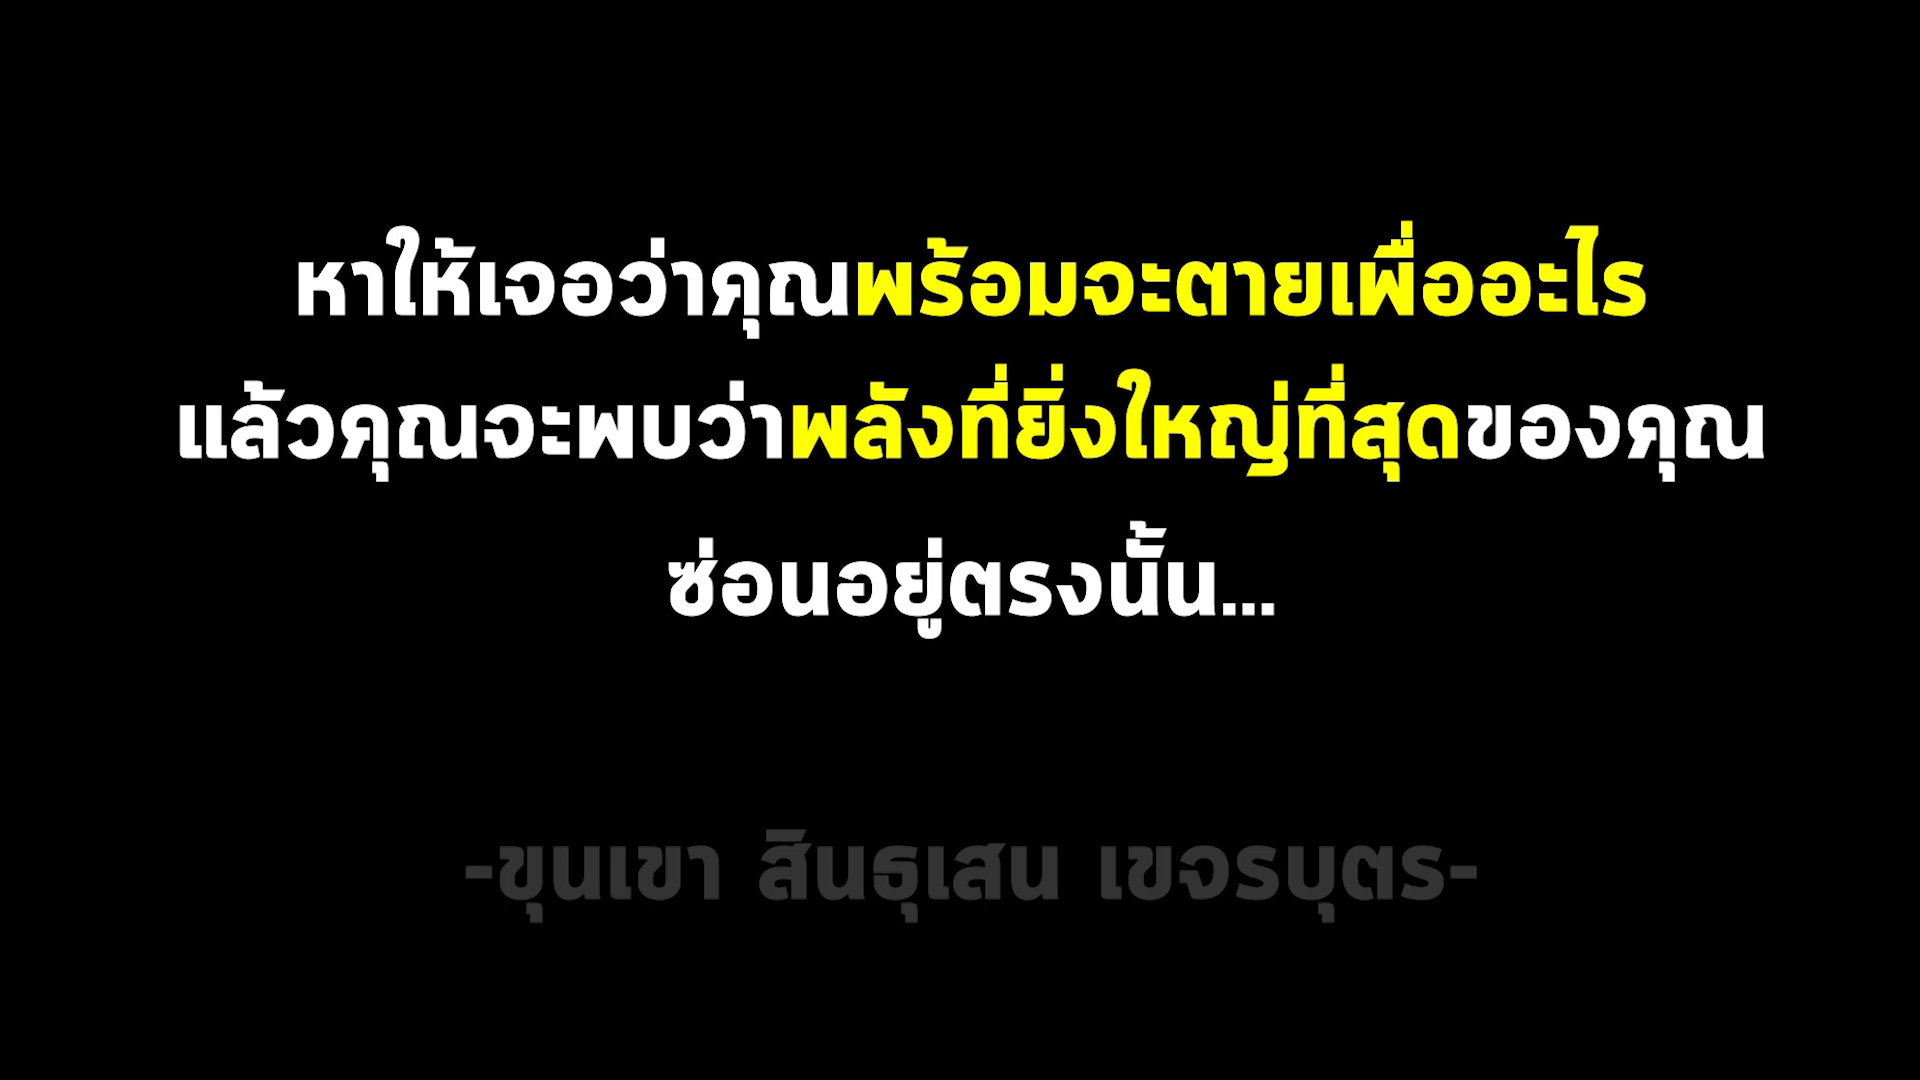 หาให้เจอว่าคุณพร้อมจะตายเพื่ออะไร
แล้วคุณจะพบว่าพลังที่ยิ่งใหญ่ที่สุดของคุณ
ซ่อนอยู่ตรงนั้น...
-ขุนเขา สินธุเสน เขจรบุตร-